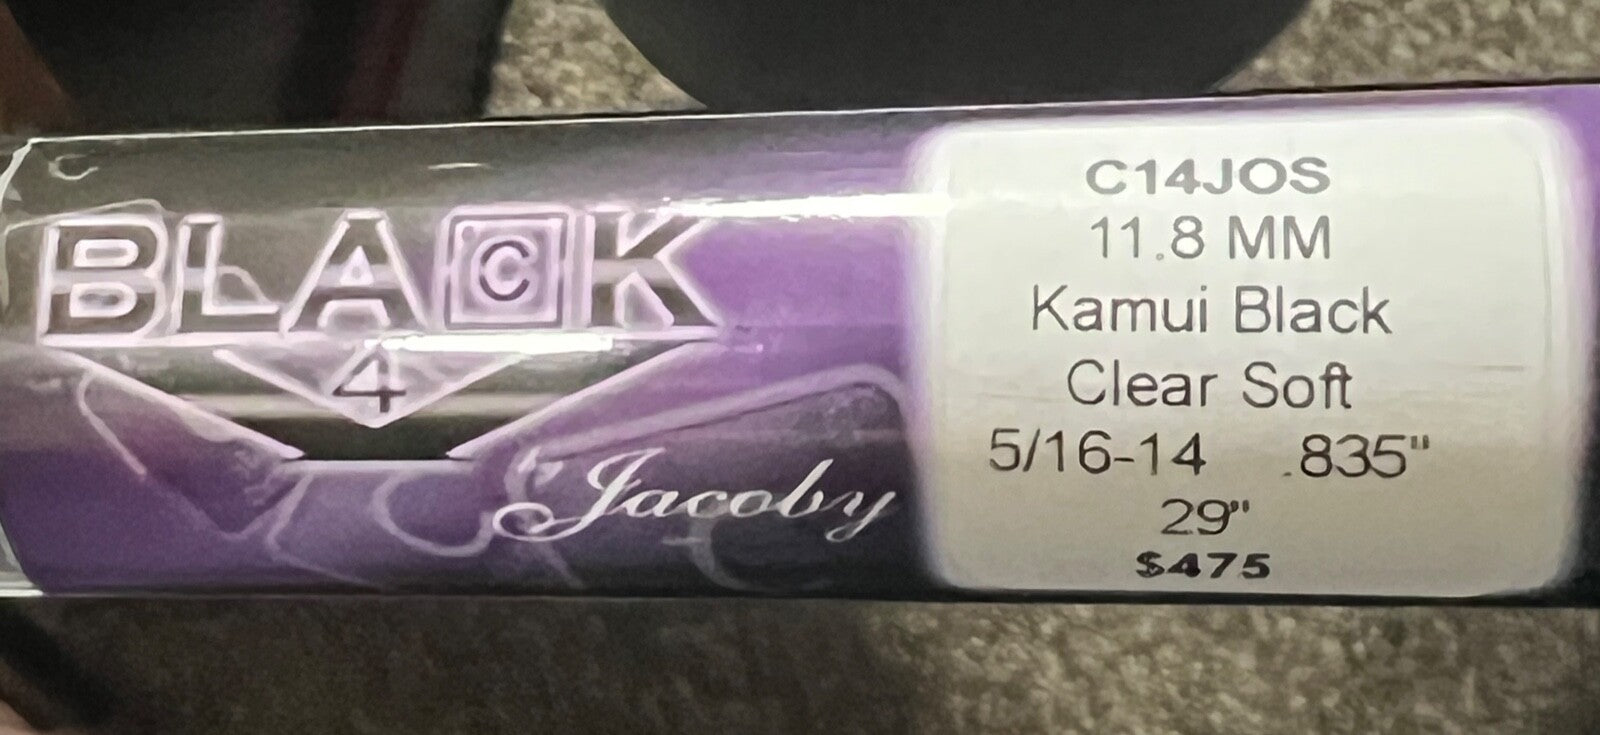 BLACK
4
Jacoby
C14JOS
11.8 MM
Kamui Black
Clear Soft
5/16-14 .835"
29"
$475